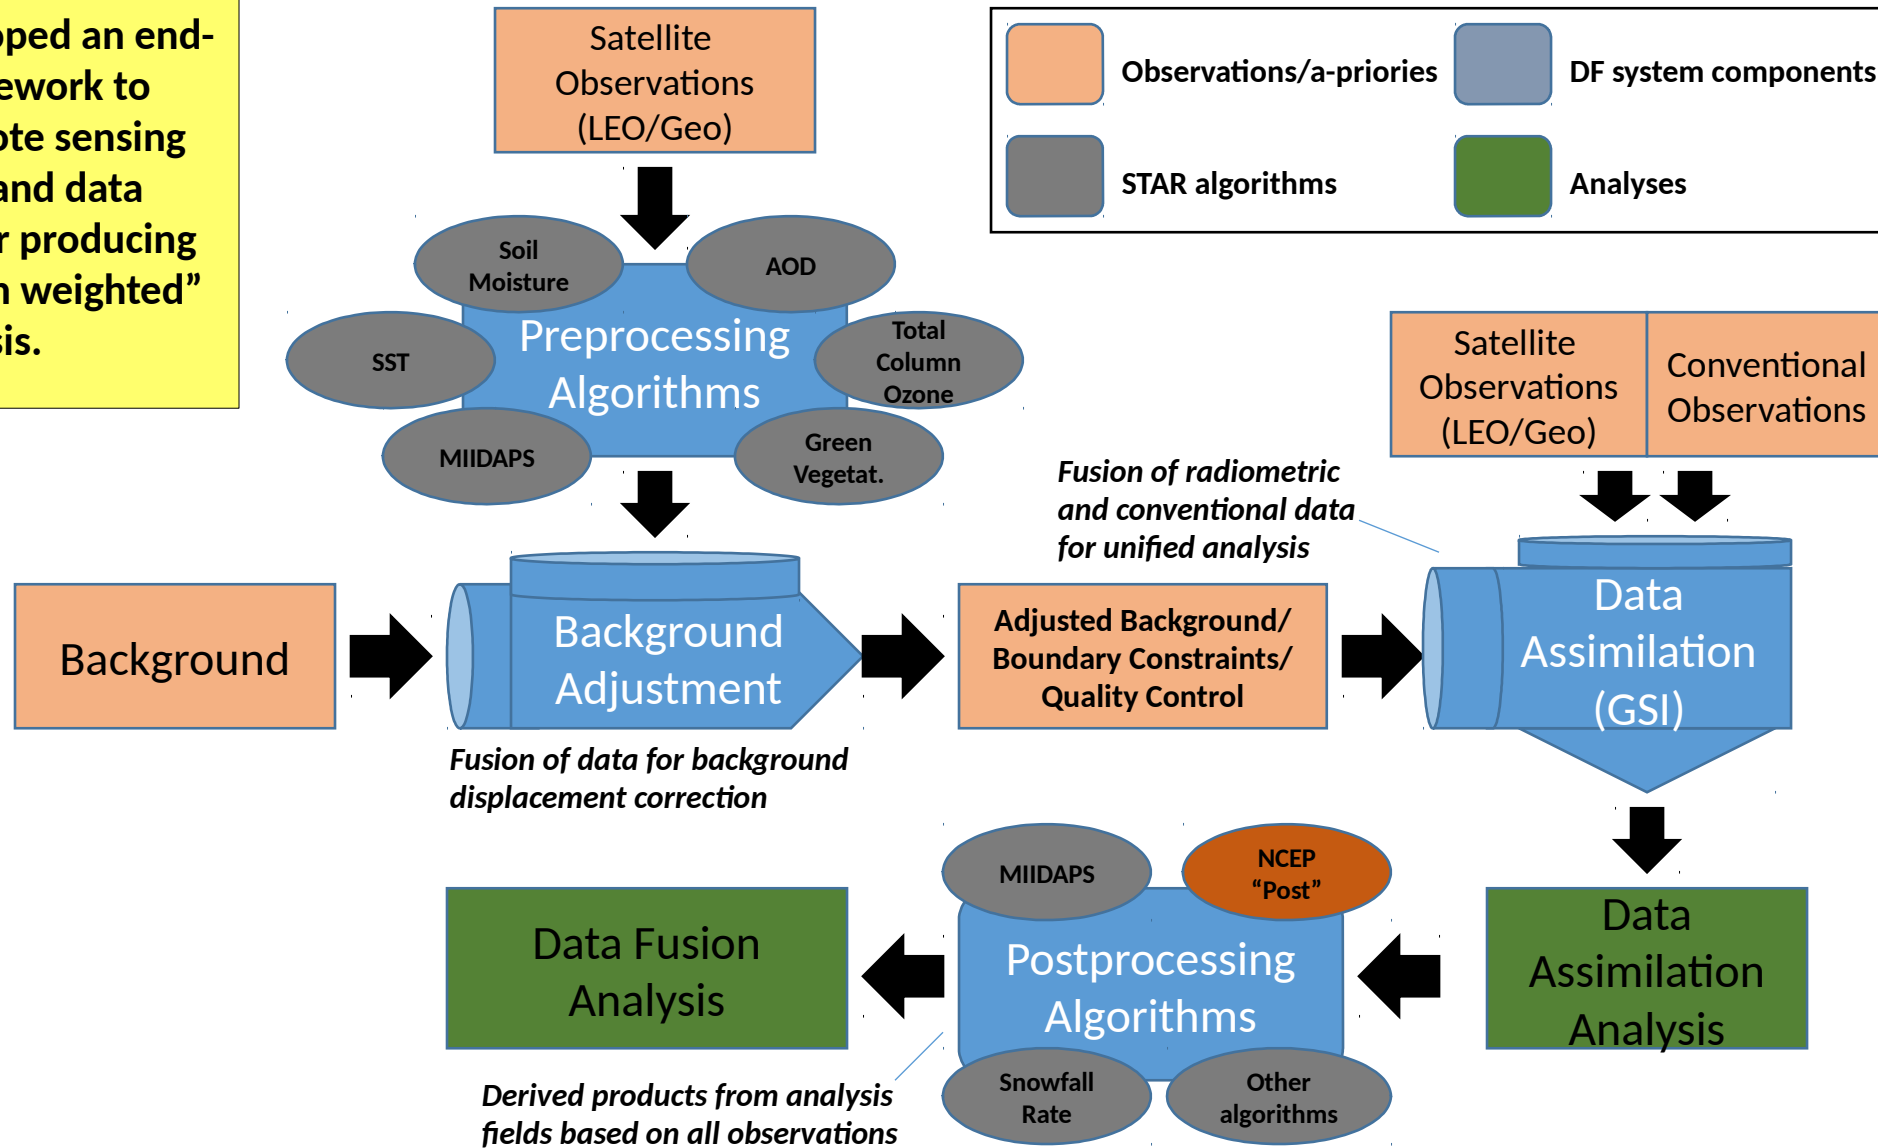 oped an end-
ework to
ote sensing
and data
r producing
n weighted”
sis.
Satellite
Observations
(LEO/Geo)
Observations/a-priories
DF system components
STAR algorithms
Analyses
Soil
Moisture
AOD
SST
Preprocessing
Algorithms
Total
Column
Ozone
MIIDAPS
Green
Vegetat.
Satellite
Observations
(LEO/Geo)
Conventional
Observations
Fusion of radiometric
and conventional data
for unified analysis
Background
Background
Adjustment
Adjusted Background/
Boundary Constraints/
Quality Control
Data
Assimilation
(GSI)
Fusion of data for background
displacement correction
MIIDAPS
NCEP
“Post”
Data Fusion
Analysis
Postprocessing
Algorithms
Data
Assimilation
Analysis
Snowfall
Rate
Other
algorithms
Derived products from analysis
fields based on all observations